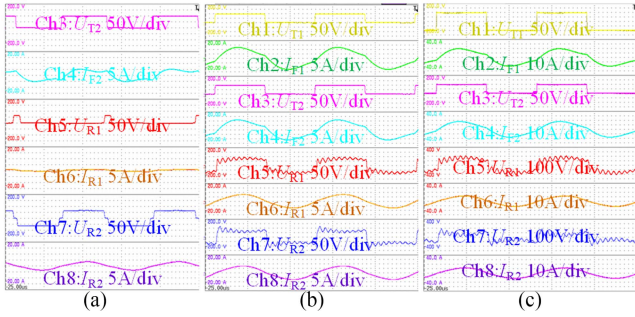 Ch3:UT2 50V/div
Ch4:IF2 5A/div
Ch5:UR1 50V/div
Ch6:IR1 5A/div
Ch7:UR2 50V/div
Ch8:IR2 5A/div
(a)
Ch1:UT1 50V/div
Ch2:IF1 5A/div
Ch3:UT2 50V/div
Ch4:IF2 5A/div
Ch5:UR1 50V/div
Ch6:IR1 5A/div
Ch7:UR2 50V/div
Ch8:IR2 5A/div
(b)
Ch1:UT1 50V/div
Ch2:IF1 10A/div
Ch3:UT2 50V/div
Ch4:IF2 10A/div
Ch5:UR1 100V/div
Ch6:IR1 10A/div
Ch7:UR2 100V/div
Ch8:IR2 10A/div
(c)